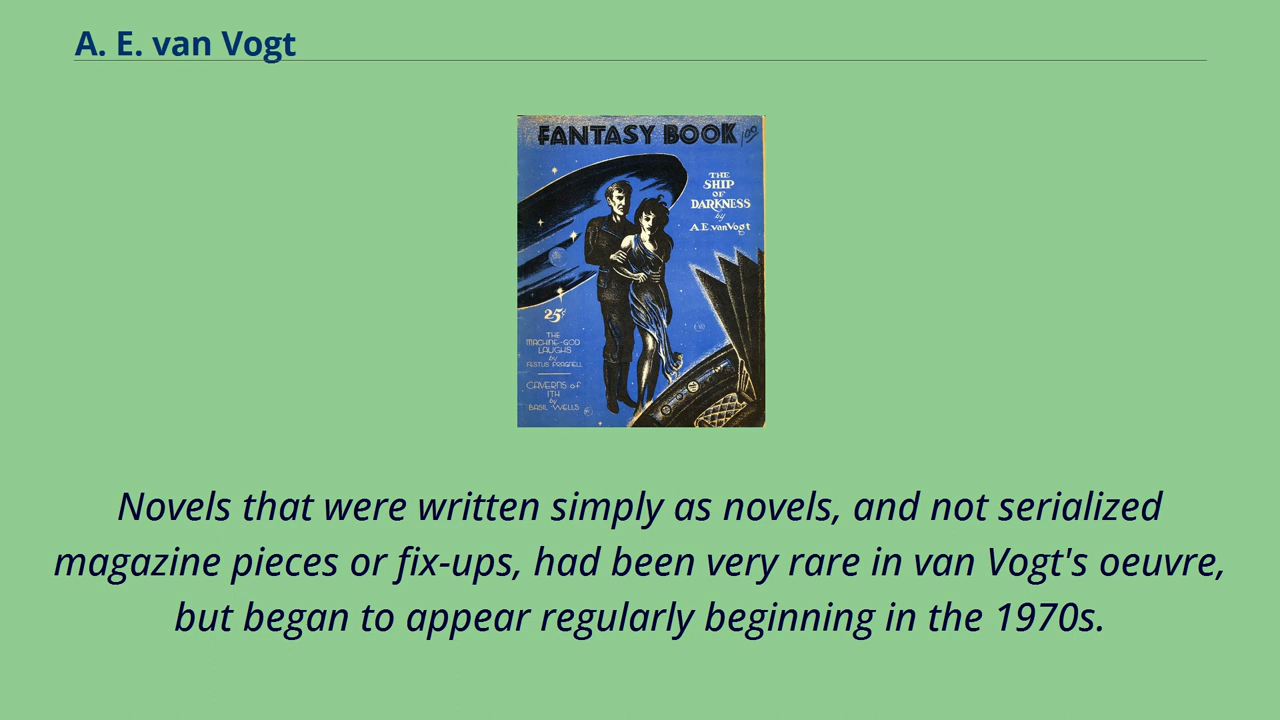 A. E. van Vogt
FANTASY BOOK
100
THE
SHIP
OF
DARKNESS
by
A.E. van Vogt
25¢
THE
MACHINE-GOD
LAUGHS
by
FESTUS PRAGNELL
CAVERNS of
ITH
by
BASIL WELLS
Novels that were written simply as novels, and not serialized
magazine pieces or fix-ups, had been very rare in van Vogt's oeuvre,
but began to appear regularly beginning in the 1970s.